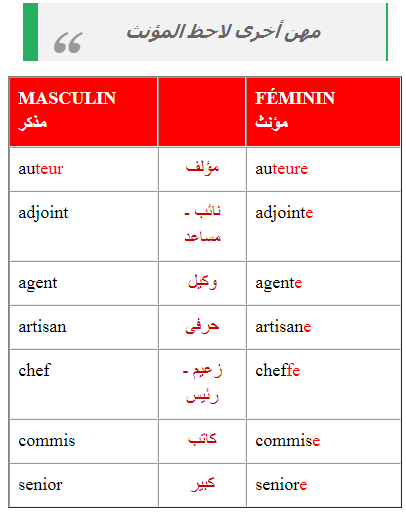 مهن أخرى لاحظ المؤنث
MASCULIN FÉMININ
مذكر مؤنث
auteur مؤلف auteure
adjoint نائب - adjointe
مساعد
agent وكيل agente
artisan حرفى artisane
chef زعيم - cheffe
رئيس
commis كاتب commise
senior كبير seniore